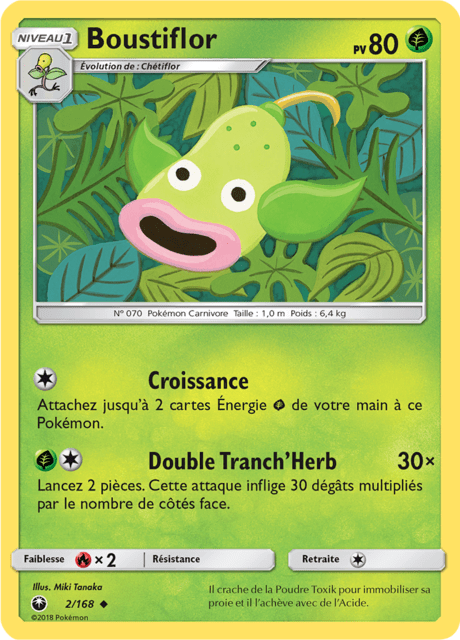 NIVEAU 1
Boustiflor
PV 80
Évolution de : Chétiflor
N° 070 Pokémon Carnivore Taille : 1,0 m Poids : 6,4 kg
Croissance
Attachez jusqu'à 2 cartes Énergie de votre main à ce
Pokémon.
Double Tranch'Herb 30×
Lancez 2 pièces. Cette attaque inflige 30 dégâts multipliés
par le nombre de côtés face.
Faiblesse × 2 Résistance Retraite
Illus. Miki Tanaka
2/168
©2018 Pokémon
Il crache de la Poudre Toxik pour immobiliser sa
proie et il l'achève avec de l'Acide.